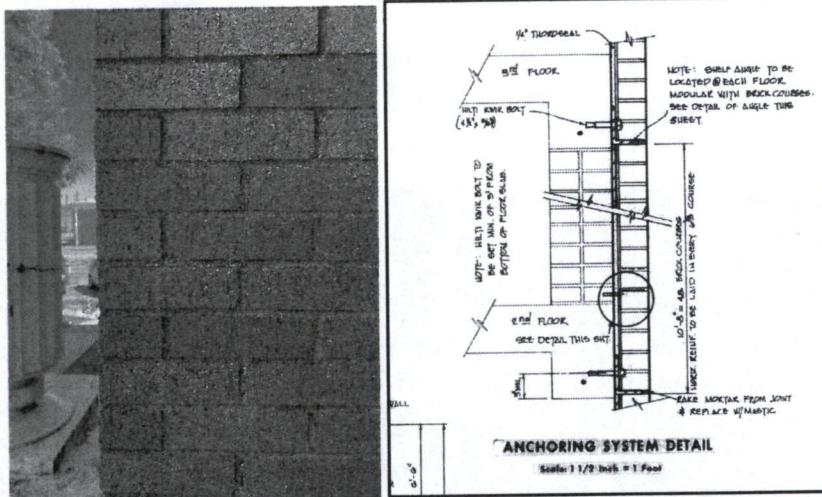 1/4" THOROSEAL
3RD FLOOR
NOTE: SHELF ANGLE TO BE
LOCATED @ EACH FLOOR
MODULAR WITH BRICK COURSES.
SEE DETAIL OF ANGLE THIS
SHEET
HILTI KWIK BOLT
NOTE: HILTI KWIK BOLT TO
BE SET MIN. OF 3" FROM
BOTTOM OF FLOOR SLAB.
10'-8" = 48 BRICK COURSES
REINF. TO BE LAID IN EVERY COURSE
2ND FLOOR
SEE DETAIL THIS SHT.
RAKE MORTAR FROM JOINT
& REPLACE W/ MASTIC
WALL
ANCHORING SYSTEM DETAIL
Scale: 1 1/2 Inch = 1 Foot